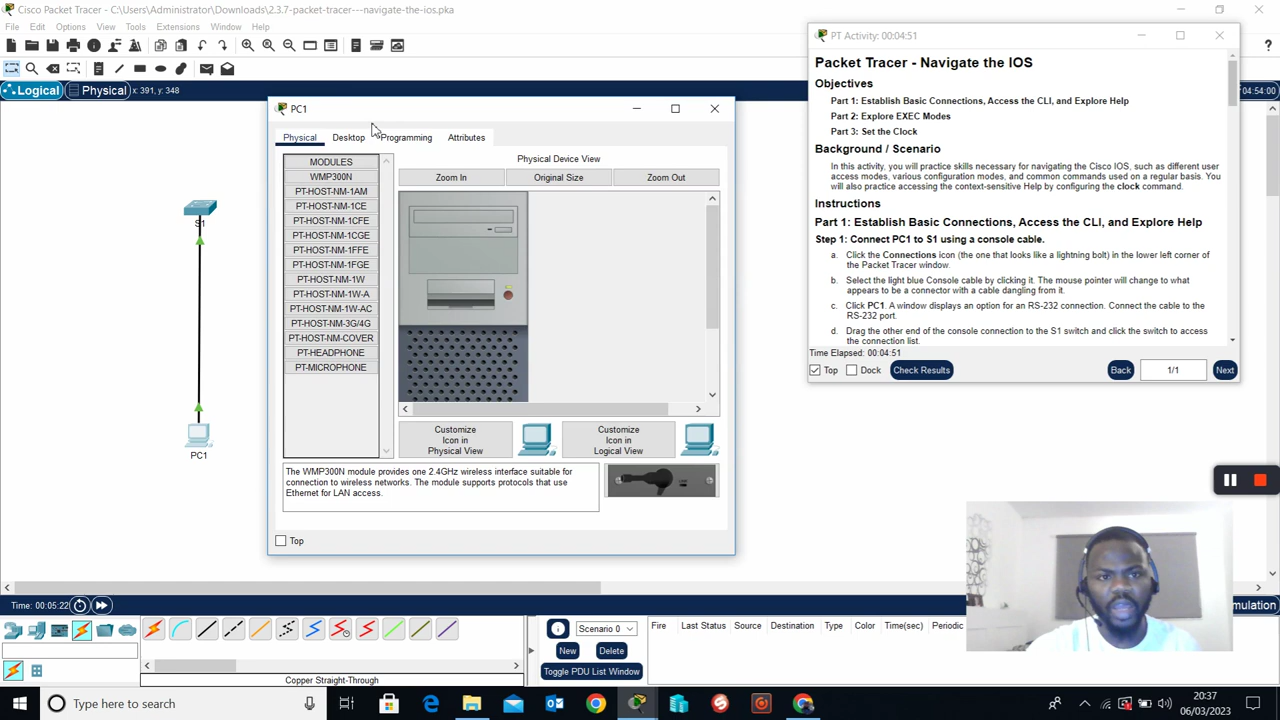 Cisco Packet Tracer - C:\Users\Administrator\Downloads\2.3.7-packet-tracer---navigate-the-ios.pka
File Edit Options View Tools Extensions Window Help
Logical Physical x: 391, y: 348
04:54:00
PT Activity: 00:04:51
Packet Tracer - Navigate the IOS
Objectives
Part 1: Establish Basic Connections, Access the CLI, and Explore Help
Part 2: Explore EXEC Modes
Part 3: Set the Clock
Background / Scenario
In this activity, you will practice skills necessary for navigating the Cisco IOS, such as different user
access modes, various configuration modes, and common commands used on a regular basis. You
will also practice accessing the context-sensitive Help by configuring the clock command.
Instructions
Part 1: Establish Basic Connections, Access the CLI, and Explore Help
Step 1: Connect PC1 to S1 using a console cable.
a. Click the Connections icon (the one that looks like a lightning bolt) in the lower left corner of
the Packet Tracer window.
b. Select the light blue Console cable by clicking it. The mouse pointer will change to what
appears to be a connector with a cable dangling from it.
c. Click PC1. A window displays an option for an RS-232 connection. Connect the cable to the
RS-232 port.
d. Drag the other end of the console connection to the S1 switch and click the switch to access
the connection list.
Time Elapsed: 00:04:51
Top Dock Check Results Back 1/1 Next
S1
PC1
PC1
Physical Desktop Programming Attributes
MODULES
WMP300N
PT-HOST-NM-1AM
PT-HOST-NM-1CE
PT-HOST-NM-1CFE
PT-HOST-NM-1CGE
PT-HOST-NM-1FFE
PT-HOST-NM-1FGE
PT-HOST-NM-1W
PT-HOST-NM-1W-A
PT-HOST-NM-1W-AC
PT-HOST-NM-3G/4G
PT-HOST-NM-COVER
PT-HEADPHONE
PT-MICROPHONE
Physical Device View
Zoom In Original Size Zoom Out
Customize
Icon in
Physical View
Customize
Icon in
Logical View
The WMP300N module provides one 2.4GHz wireless interface suitable for
connection to wireless networks. The module supports protocols that use
Ethernet for LAN access.
Top
Time: 00:05:22
mulation
Copper Straight-Through
Scenario 0
New Delete
Toggle PDU List Window
Fire Last Status Source Destination Type Color Time(sec) Periodic
Type here to search
20:37
06/03/2023